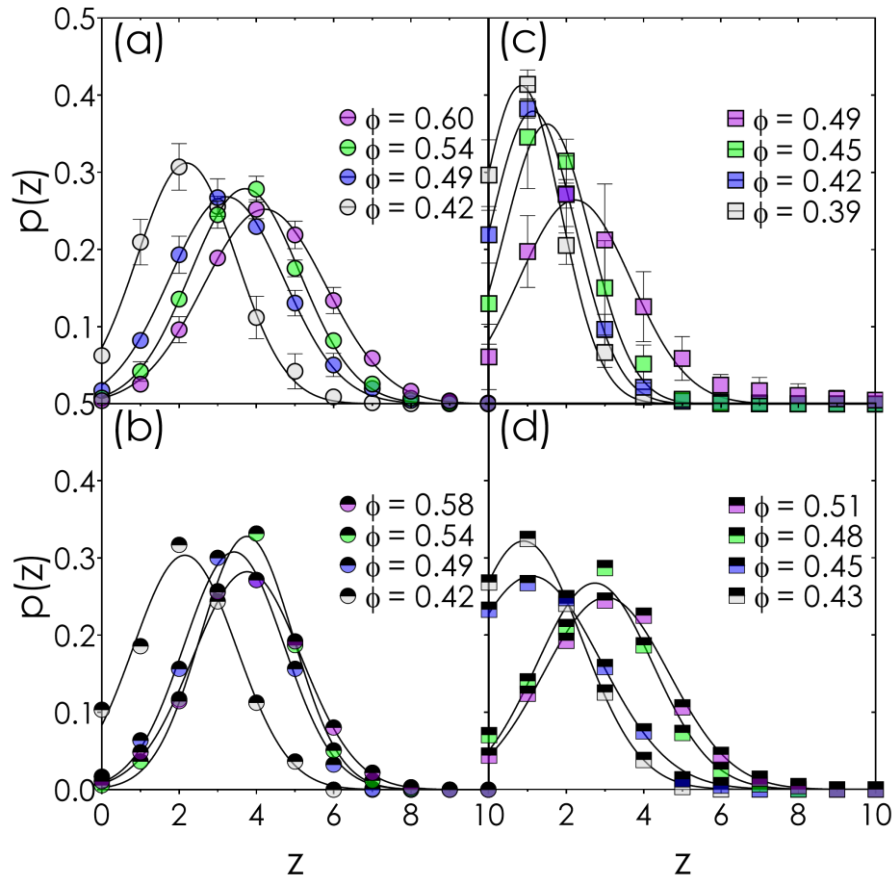 (a)
0.5
0.4
0.3
0.2
0.1
p(z)
ϕ = 0.60
ϕ = 0.54
ϕ = 0.49
ϕ = 0.42
(c)
ϕ = 0.49
ϕ = 0.45
ϕ = 0.42
ϕ = 0.39
(b)
0.5
0.4
0.3
0.2
0.1
0.0
p(z)
ϕ = 0.58
ϕ = 0.54
ϕ = 0.49
ϕ = 0.42
(d)
ϕ = 0.51
ϕ = 0.48
ϕ = 0.45
ϕ = 0.43
0 2 4 6 8 10 2 4 6 8 10
z z